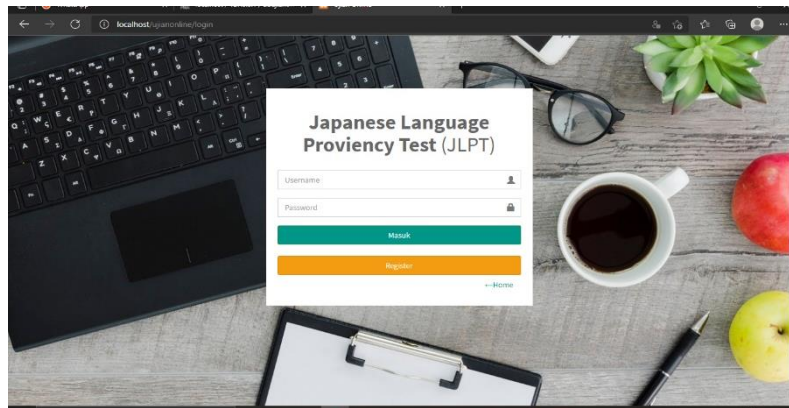 localhost/ujianonline/login
Japanese Language
Proviency Test (JLPT)
Username
Password
Masuk
Register
←Home